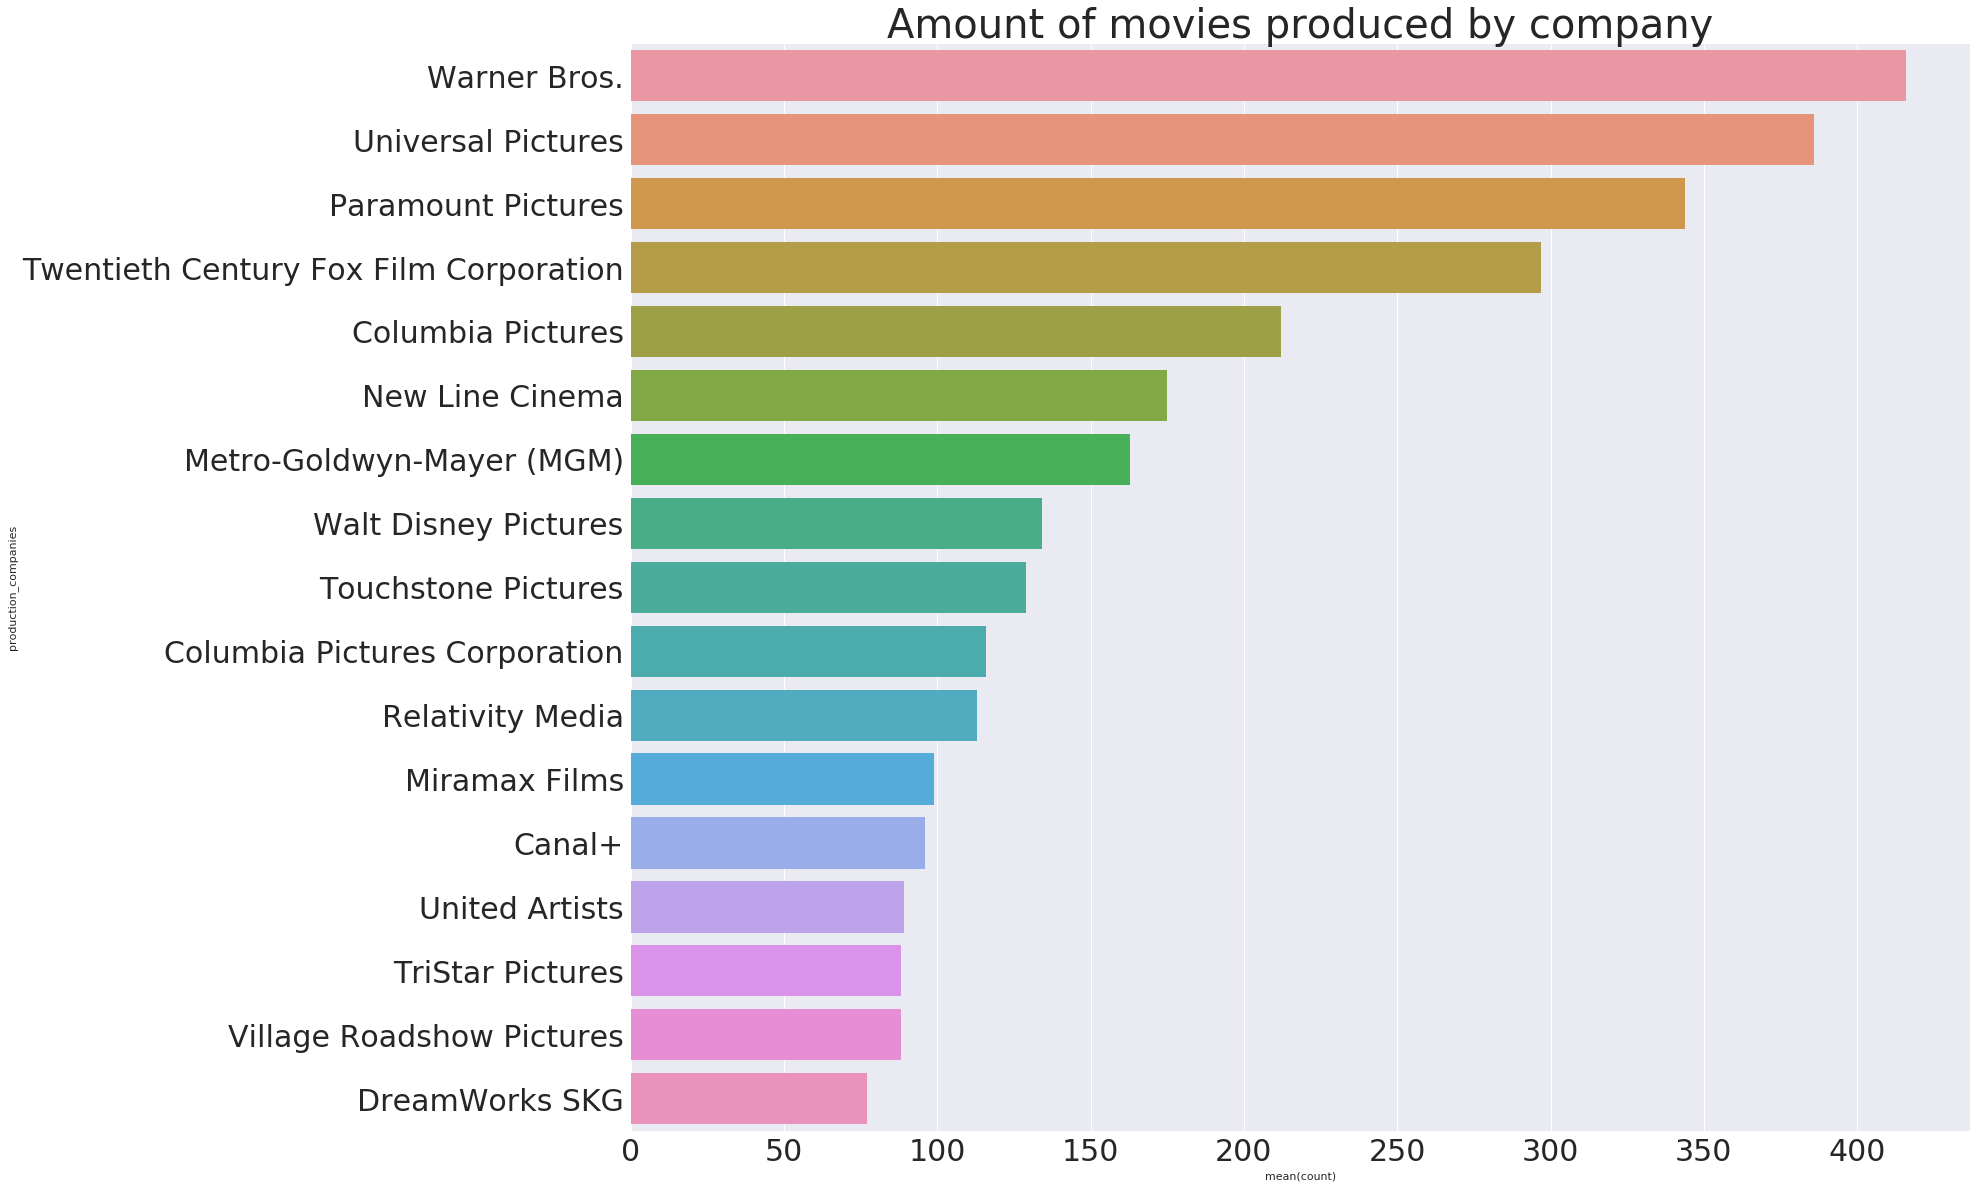 Amount of movies produced by company
Warner Bros.
Universal Pictures
Paramount Pictures
Twentieth Century Fox Film Corporation
Columbia Pictures
New Line Cinema
Metro-Goldwyn-Mayer (MGM)
Walt Disney Pictures
Touchstone Pictures
Columbia Pictures Corporation
Relativity Media
Miramax Films
Canal+
United Artists
TriStar Pictures
Village Roadshow Pictures
DreamWorks SKG
production_companies
0 50 100 150 200 250 300 350 400
mean(count)